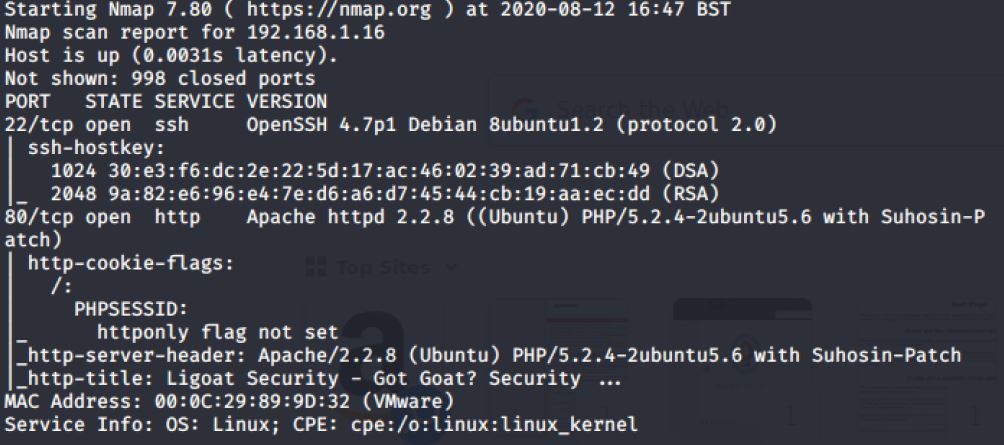 Starting Nmap 7.80 ( https://nmap.org ) at 2020-08-12 16:47 BST
Nmap scan report for 192.168.1.16
Host is up (0.0031s latency).
Not shown: 998 closed ports
PORT   STATE SERVICE VERSION
22/tcp open  ssh     OpenSSH 4.7p1 Debian 8ubuntu1.2 (protocol 2.0)
| ssh-hostkey:
|   1024 30:e3:f6:dc:2e:22:5d:17:ac:46:02:39:ad:71:cb:49 (DSA)
|_  2048 9a:82:e6:96:e4:7e:d6:a6:d7:45:44:cb:19:aa:ec:dd (RSA)
80/tcp open  http    Apache httpd 2.2.8 ((Ubuntu) PHP/5.2.4-2ubuntu5.6 with Suhosin-P
atch)
| http-cookie-flags:
|   /:
|     PHPSESSID:
|_      httponly flag not set
|_http-server-header: Apache/2.2.8 (Ubuntu) PHP/5.2.4-2ubuntu5.6 with Suhosin-Patch
|_http-title: Ligoat Security - Got Goat? Security ...
MAC Address: 00:0C:29:89:9D:32 (VMware)
Service Info: OS: Linux; CPE: cpe:/o:linux:linux_kernel
Search the Web
Top Sites